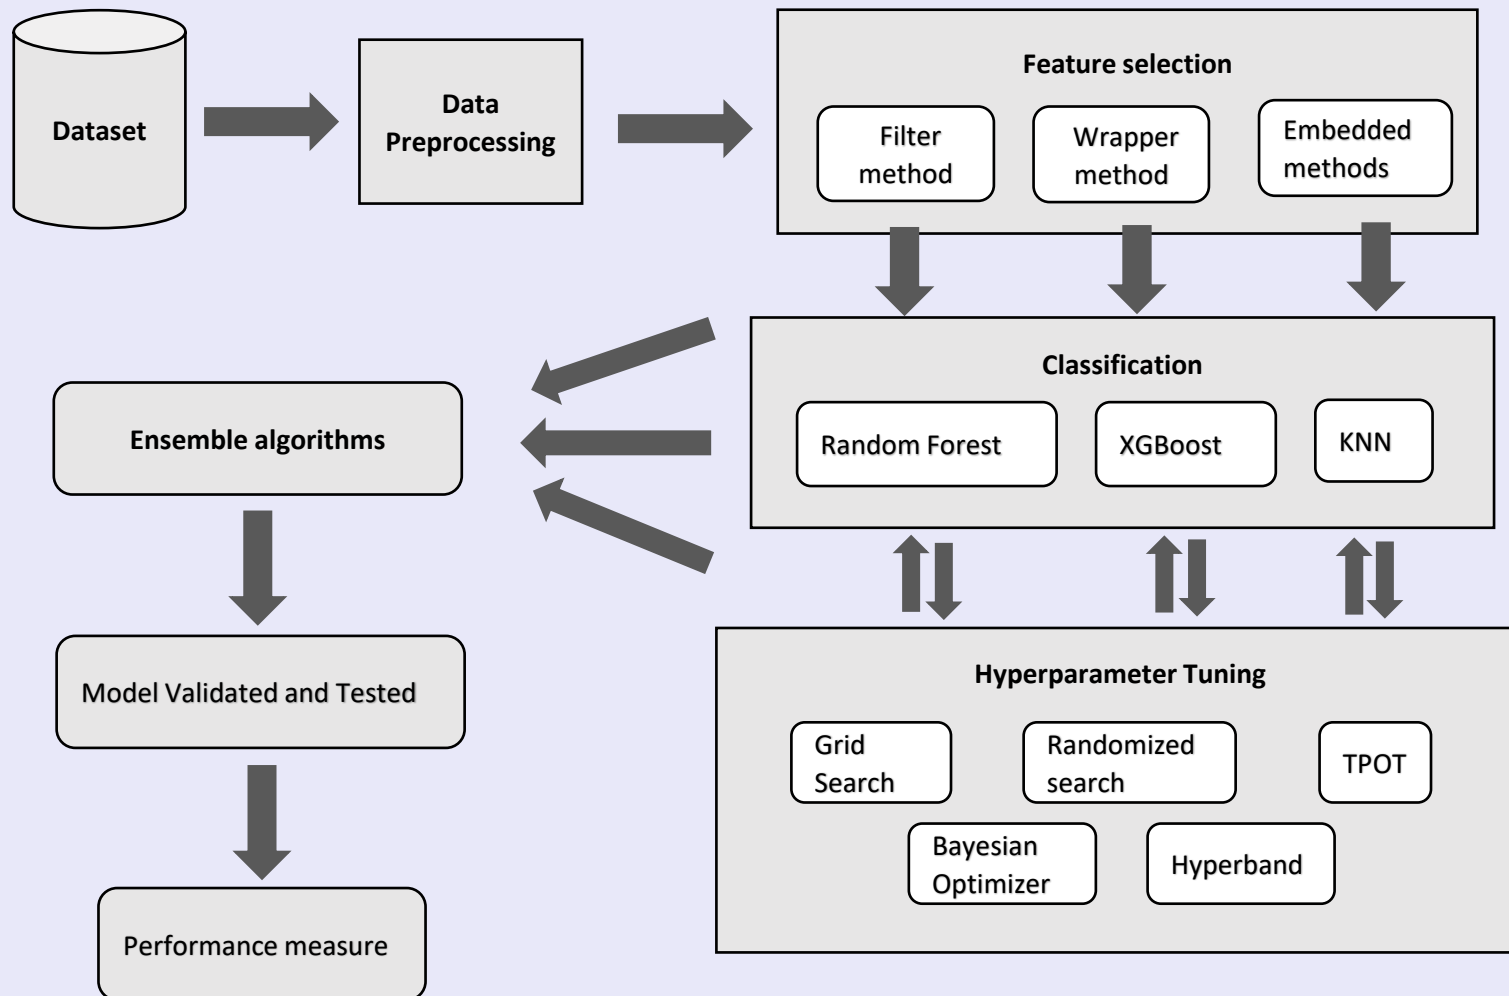 Dataset
Data
Preprocessing
Feature selection
Filter
method
Wrapper
method
Embedded
methods
Classification
Random Forest
XGBoost
KNN
Ensemble algorithms
Hyperparameter Tuning
Grid
Search
Randomized
search
TPOT
Bayesian
Optimizer
Hyperband
Model Validated and Tested
Performance measure